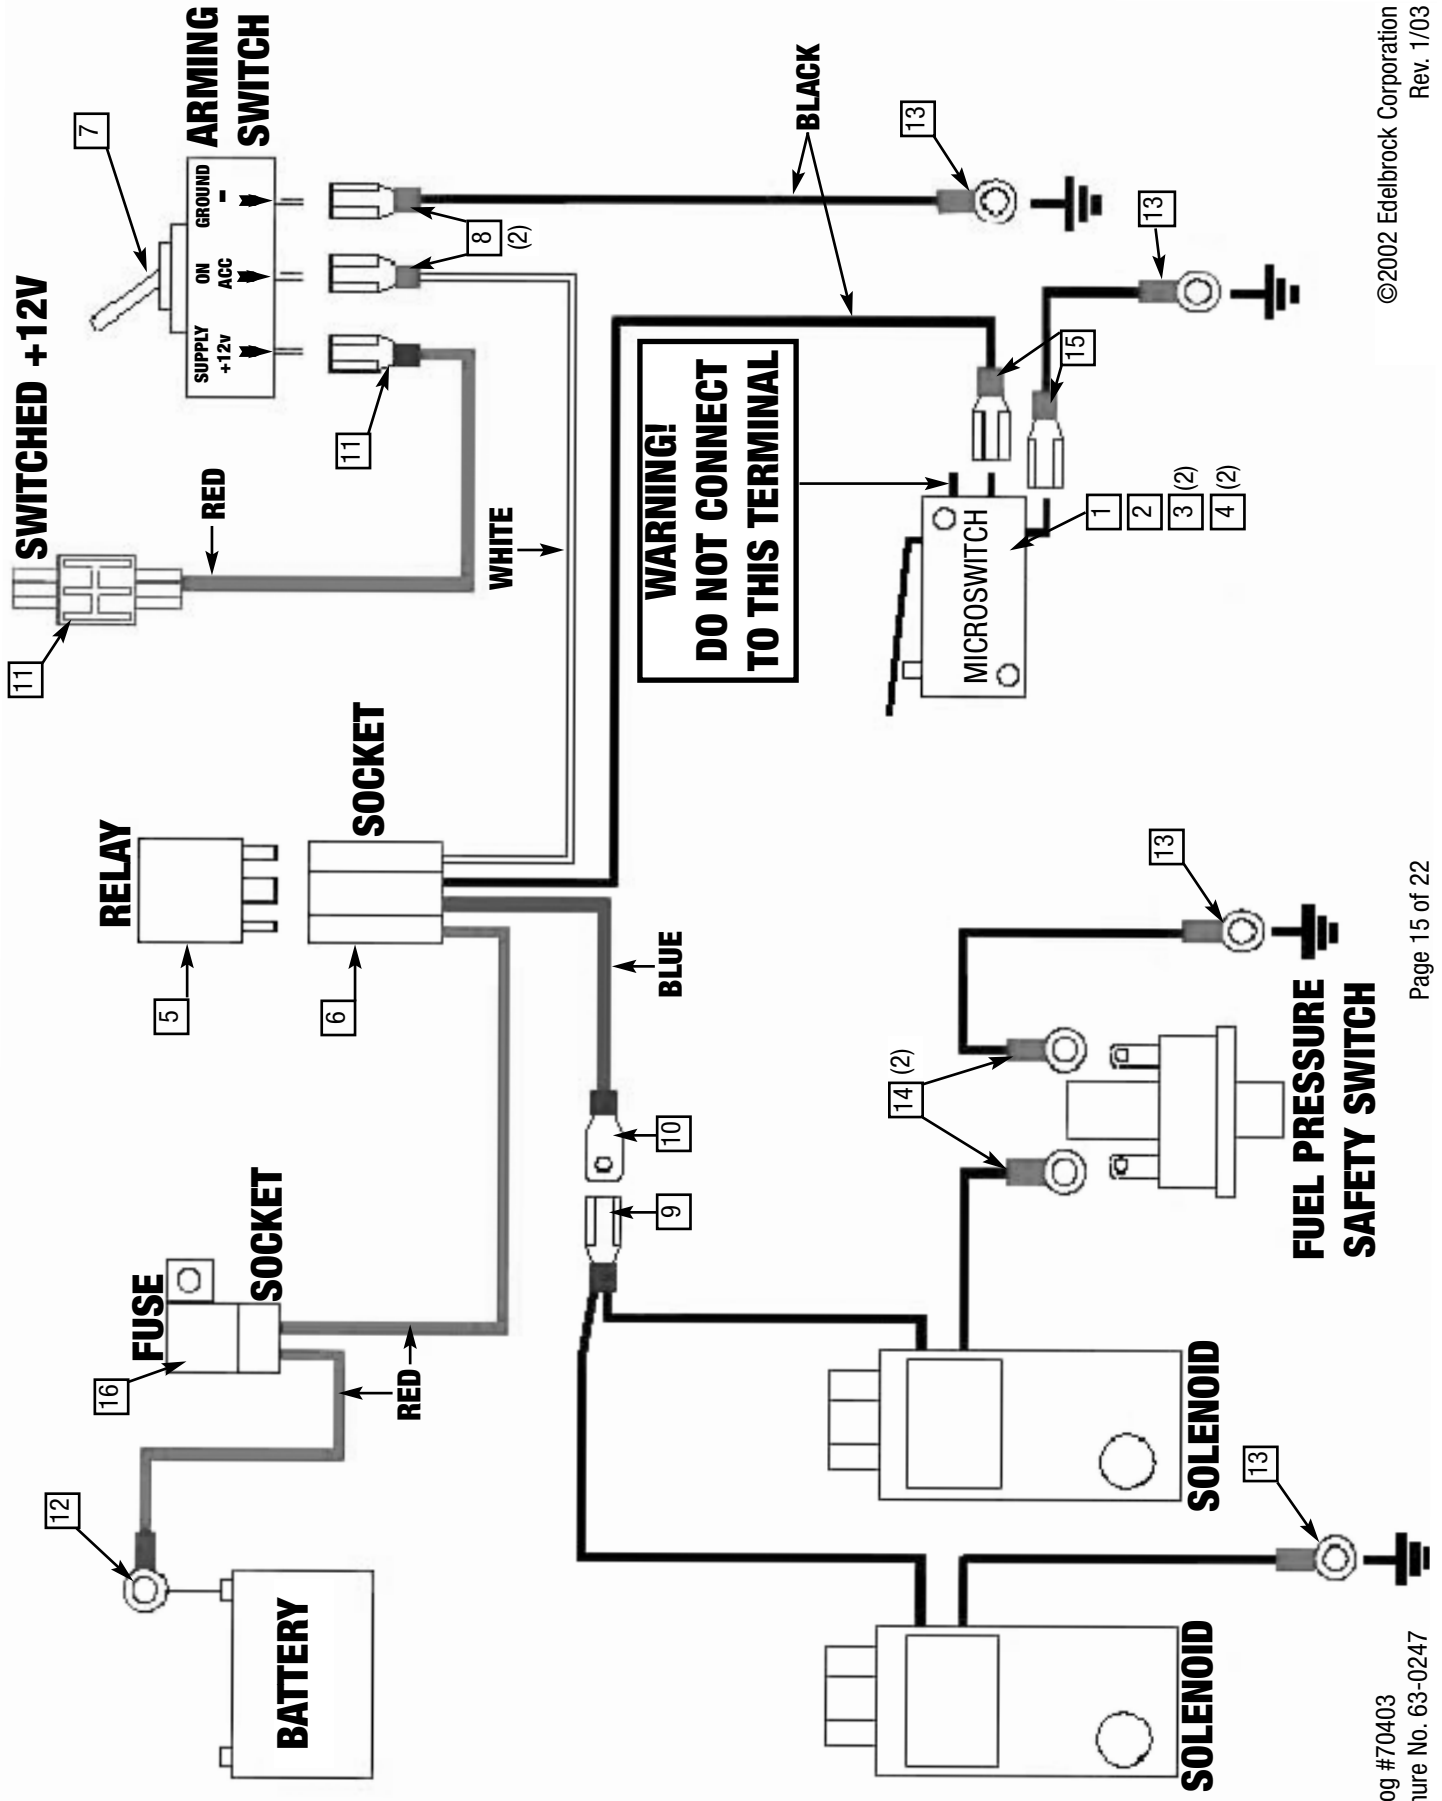 SWITCHED +12V
11
RED
7
ARMING
SWITCH
SUPPLY
+12v
ON
ACC
GROUND
-
11
8
(2)
WHITE
BLACK
13
13
RELAY
5
SOCKET
6
WARNING!
DO NOT CONNECT
TO THIS TERMINAL
MICROSWITCH
15
1
2
3 (2)
4 (2)
12
BATTERY
FUSE
SOCKET
16
RED
BLUE
10
9
14 (2)
13
FUEL PRESSURE
SAFETY SWITCH
SOLENOID
SOLENOID
13
og #70403
ure No. 63-0247
Page 15 of 22
©2002 Edelbrock Corporation
Rev. 1/03